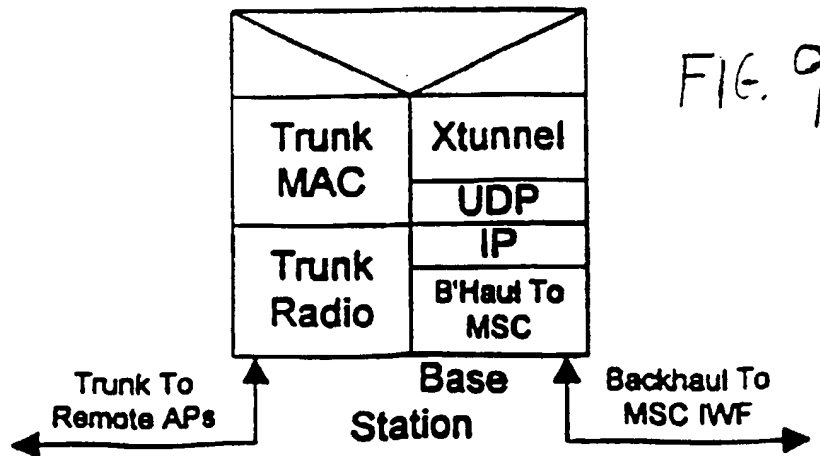 FIG. 9
Trunk
MAC
Xtunnel
UDP
Trunk
Radio
IP
B'Haul To
MSC
Trunk To
Remote APs
Base
Station
Backhaul To
MSC IWF